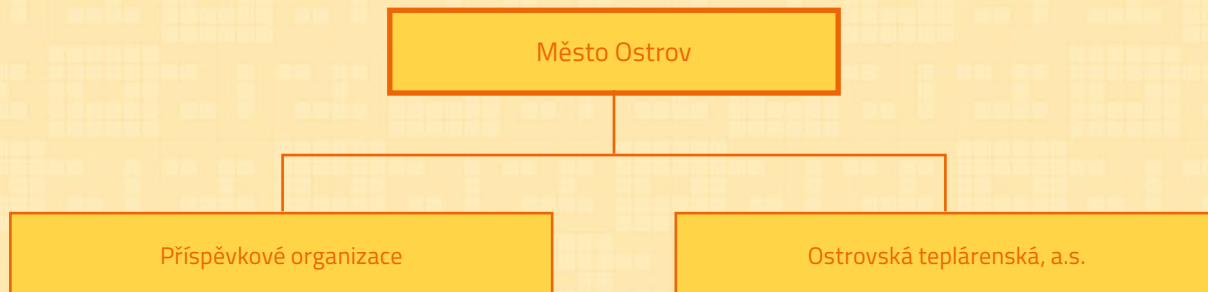 Město Ostrov
Příspěvkové organizace
Ostrovská teplárenská, a.s.